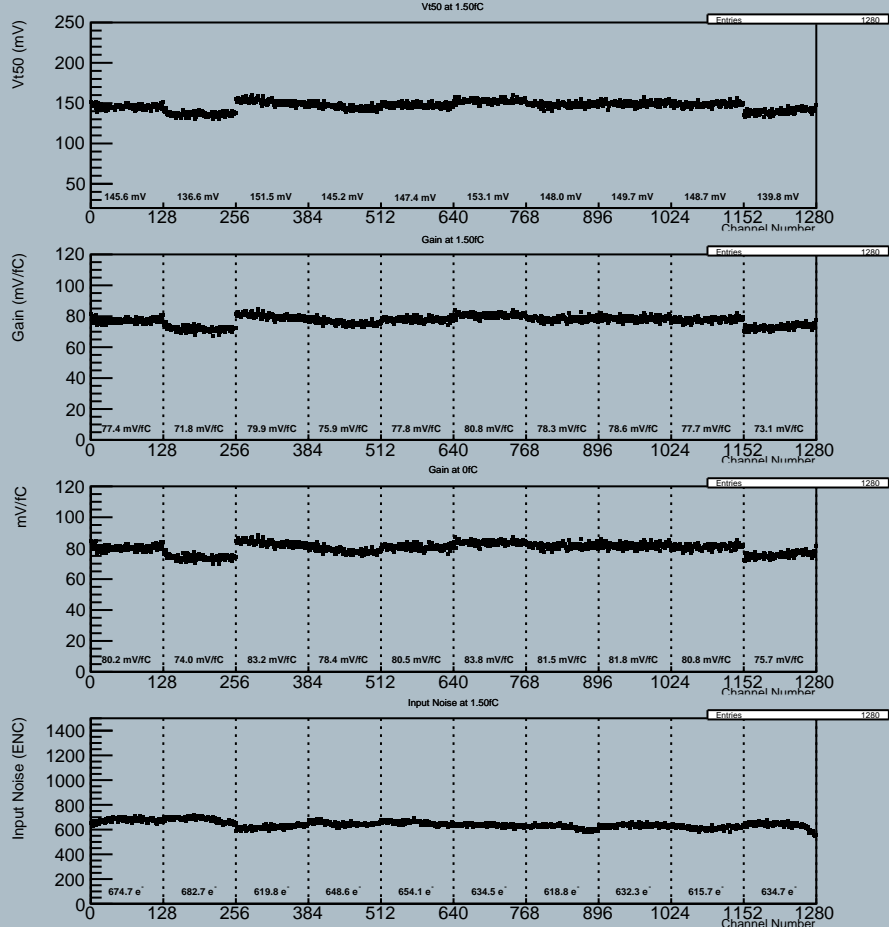 Vt50 at 1.50fC
Entries 1280
Vt50 (mV)
250
200
150
100
50
145.6 mV 136.6 mV 151.5 mV 145.2 mV 147.4 mV 153.1 mV 148.0 mV 149.7 mV 148.7 mV 139.8 mV
0 128 256 384 512 640 768 896 1024 1152 1280
Channel Number
Gain at 1.50fC
Entries 1280
Gain (mV/fC)
120
100
80
60
40
20
0
77.4 mV/fC 71.8 mV/fC 79.9 mV/fC 75.9 mV/fC 77.8 mV/fC 80.8 mV/fC 78.3 mV/fC 78.6 mV/fC 77.7 mV/fC 73.1 mV/fC
0 128 256 384 512 640 768 896 1024 1152 1280
Channel Number
Gain at 0fC
Entries 1280
mV/fC
120
100
80
60
40
20
0
80.2 mV/fC 74.0 mV/fC 83.2 mV/fC 78.4 mV/fC 80.5 mV/fC 83.8 mV/fC 81.5 mV/fC 81.8 mV/fC 80.8 mV/fC 75.7 mV/fC
0 128 256 384 512 640 768 896 1024 1152 1280
Channel Number
Input Noise at 1.50fC
Entries 1280
Input Noise (ENC)
1400
1200
1000
800
600
400
200
0
674.7 e⁻ 682.7 e⁻ 619.8 e⁻ 648.6 e⁻ 654.1 e⁻ 634.5 e⁻ 618.8 e⁻ 632.3 e⁻ 615.7 e⁻ 634.7 e⁻
0 128 256 384 512 640 768 896 1024 1152 1280
Channel Number